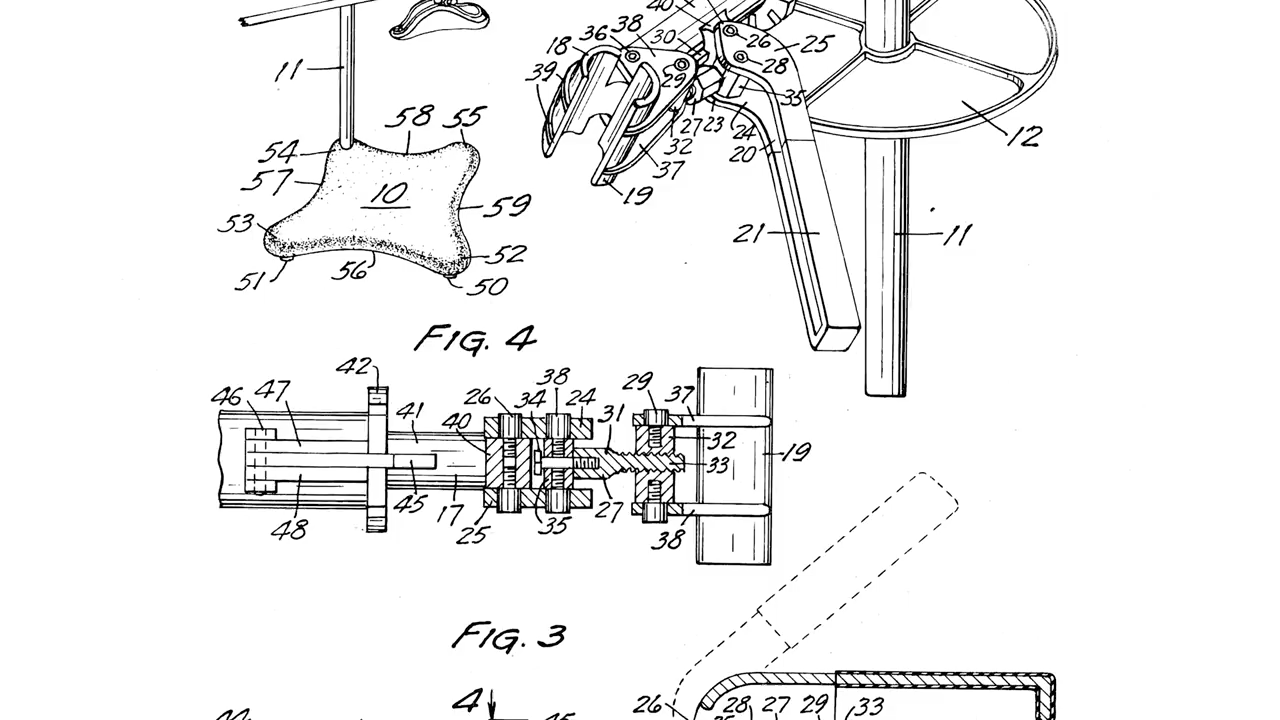 40
36 38 30 26 25
18 28
11 39 29 35
58 55 27 23 24 12
54 32 20
57 37
10 19
59
53 21 11
52
51 56 50
FIG. 4
42
46 47 26 34 38 29 37
41 24 31
40 32
19
33
45
17 27
48 25 35 38
FIG. 3
4
26 28 27 29 33
44 45